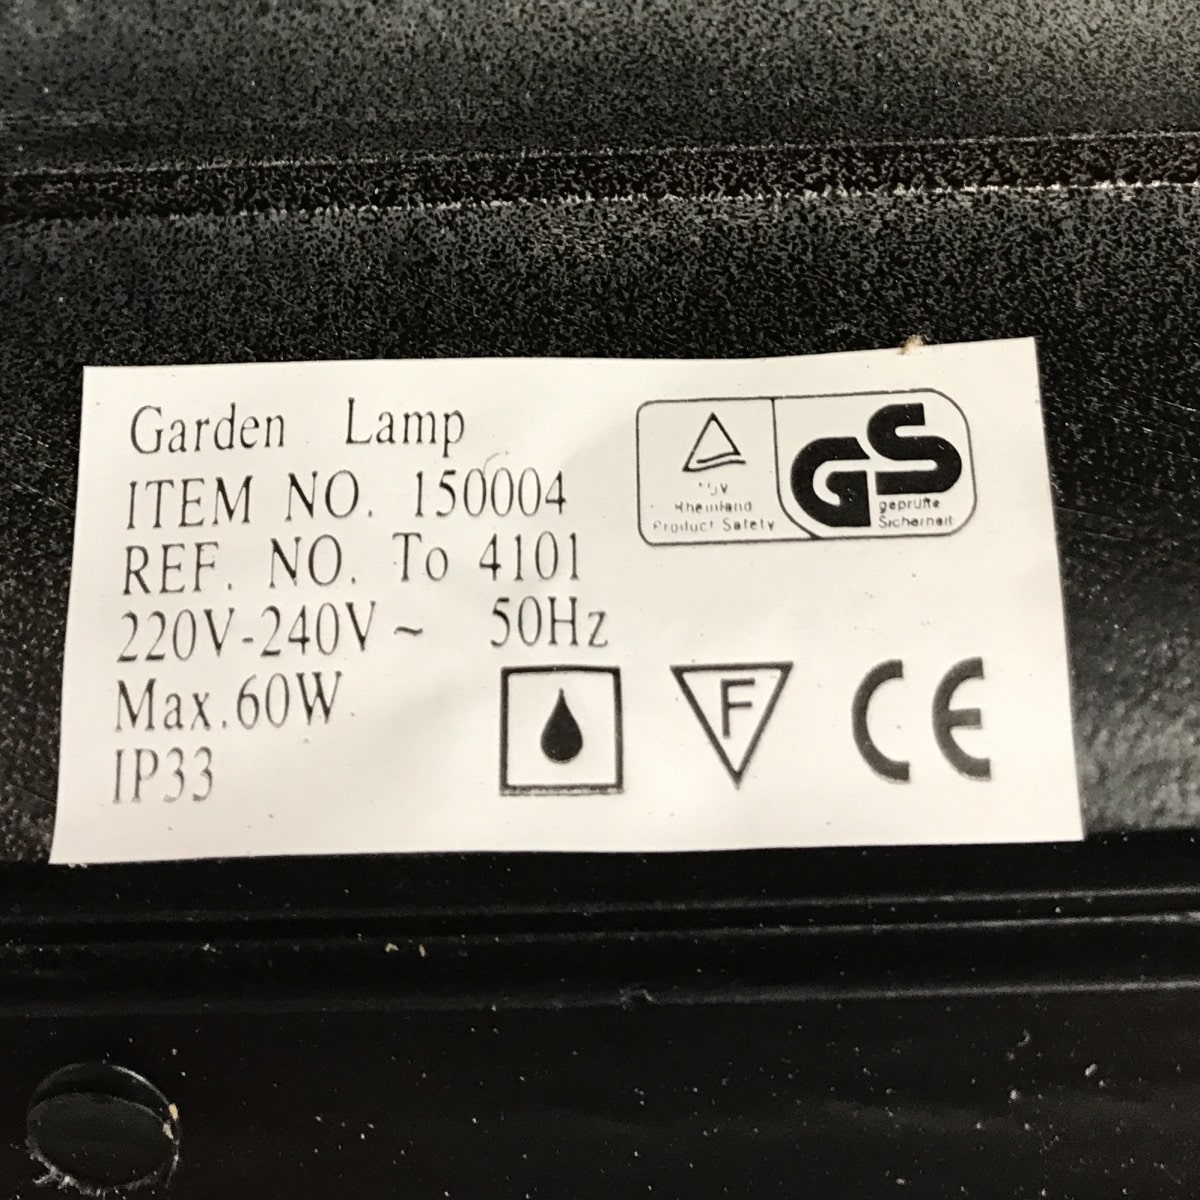 Garden Lamp
ITEM NO. 150004
REF. NO. To 4101
220V-240V ~ 50Hz
Max.60W
IP33
Rheinland
Product Safety
GS
geprüfte
Sicherheit
F
CE